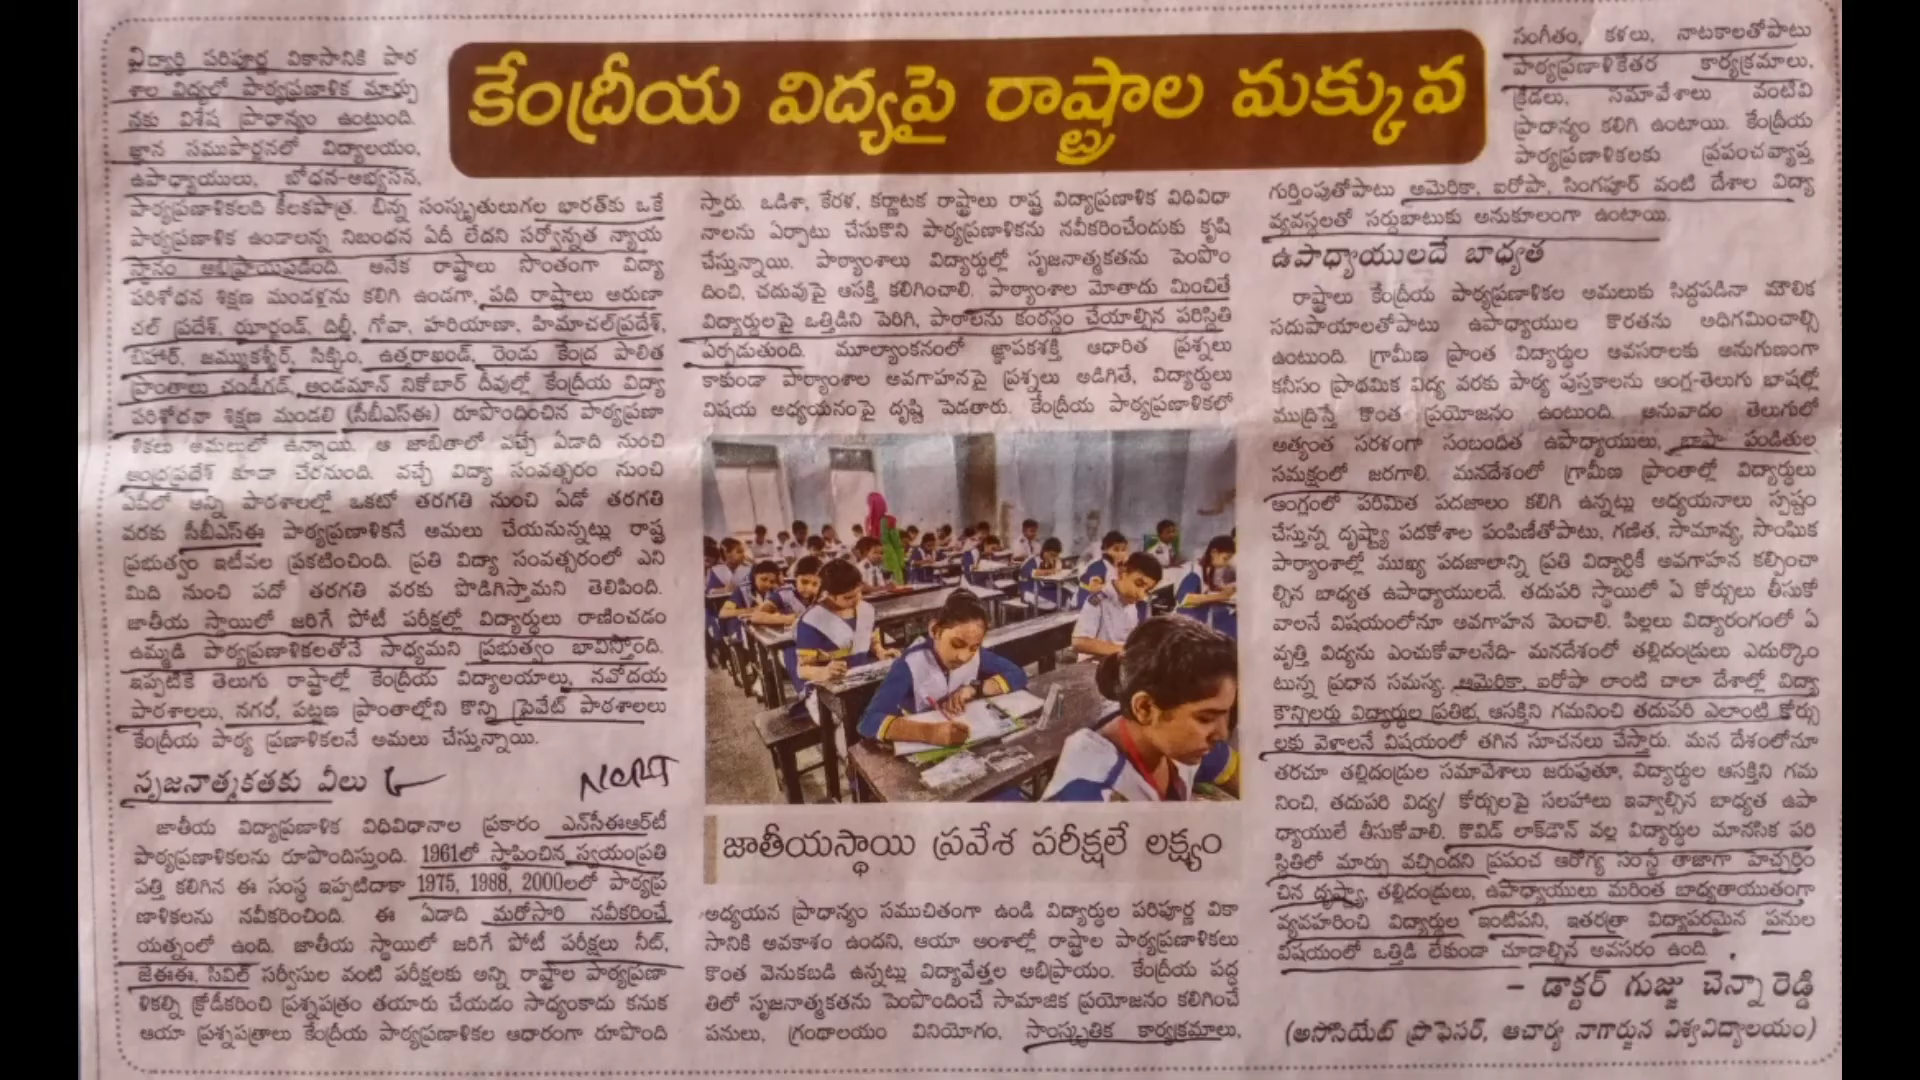 కేంద్రీయ విద్యపై రాష్ట్రాల మక్కువ
విద్యార్థి పరిపూర్ణ వికాసానికి పాఠ
శాల విద్యలో పాఠ్యప్రణాళిక మార్పు
నకు విశేష ప్రాధాన్యం ఉంటుంది.
జ్ఞాన సముపార్జనలో విద్యాలయం,
ఉపాధ్యాయులు, బోధన-అభ్యసన,
పాఠ్యప్రణాళికలది కీలకపాత్ర. భిన్న సంస్కృతులుగల భారత్‌కు ఒకే
పాఠ్యప్రణాళిక ఉండాలన్న నిబంధన ఏదీ లేదని సర్వోన్నత న్యాయ
స్థానం అభిప్రాయపడింది. అనేక రాష్ట్రాలు సొంతంగా విద్యా
పరిశోధన శిక్షణ మండళ్లను కలిగి ఉండగా, పది రాష్ట్రాలు అరుణా
చల్ ప్రదేశ్, ఝార్ఖండ్, దిల్లీ, గోవా, హరియాణా, హిమాచల్‌ప్రదేశ్,
బిహార్, జమ్ముకశ్మీర్, సిక్కిం, ఉత్తరాఖండ్, రెండు కేంద్ర పాలిత
ప్రాంతాలు చండీగఢ్, అండమాన్ నికోబార్ దీవుల్లో కేంద్రీయ విద్యా
పరిశోధనా శిక్షణ మండలి (సీబీఎస్ఈ) రూపొందించిన పాఠ్యప్రణా
ళికలు అమలులో ఉన్నాయి. ఆ జాబితాలో వచ్చే ఏడాది నుంచి
ఆంధ్రప్రదేశ్ కూడా చేరనుంది. వచ్చే విద్యా సంవత్సరం నుంచి
ఏపీలో అన్ని పాఠశాలల్లో ఒకటో తరగతి నుంచి ఏడో తరగతి
వరకు సీబీఎస్ఈ పాఠ్యప్రణాళికనే అమలు చేయనున్నట్లు రాష్ట్ర
ప్రభుత్వం ఇటీవల ప్రకటించింది. ప్రతి విద్యా సంవత్సరంలో ఎని
మిది నుంచి పదో తరగతి వరకు పొడిగిస్తామని తెలిపింది.
జాతీయ స్థాయిలో జరిగే పోటీ పరీక్షల్లో విద్యార్థులు రాణించడం
ఉమ్మడి పాఠ్యప్రణాళికలతోనే సాధ్యమని ప్రభుత్వం భావిస్తోంది.
ఇప్పటికే తెలుగు రాష్ట్రాల్లో కేంద్రీయ విద్యాలయాలు, నవోదయ
పాఠశాలలు, నగర, పట్టణ ప్రాంతాల్లోని కొన్ని ప్రైవేట్ పాఠశాలలు
కేంద్రీయ పాఠ్య ప్రణాళికలనే అమలు చేస్తున్నాయి.
సృజనాత్మకతకు వీలు
NCERT
జాతీయ విద్యాప్రణాళిక విధివిధానాల ప్రకారం ఎన్‌సీఈఆర్‌టీ
పాఠ్యప్రణాళికలను రూపొందిస్తుంది. 1961లో స్థాపించిన స్వయంప్రతి
పత్తి కలిగిన ఈ సంస్థ ఇప్పటిదాకా 1975, 1988, 2000లలో పాఠ్యప్ర
ణాళికలను నవీకరించింది. ఈ ఏడాది మరోసారి నవీకరించే
యత్నంలో ఉంది. జాతీయ స్థాయిలో జరిగే పోటీ పరీక్షలు నీట్,
జేఈఈ, సివిల్ సర్వీసుల వంటి పరీక్షలకు అన్ని రాష్ట్రాల పాఠ్యప్రణా
ళికల్ని క్రోడీకరించి ప్రశ్నపత్రం తయారు చేయడం సాధ్యంకాదు కనుక
ఆయా ప్రశ్నపత్రాలు కేంద్రీయ పాఠ్యప్రణాళికల ఆధారంగా రూపొంది
స్తారు. ఒడిశా, కేరళ, కర్ణాటక రాష్ట్రాలు రాష్ట్ర విద్యాప్రణాళిక విధివిధా
నాలను ఏర్పాటు చేసుకొని పాఠ్యప్రణాళికను నవీకరించేందుకు కృషి
చేస్తున్నాయి. పాఠ్యాంశాలు విద్యార్థుల్లో సృజనాత్మకతను పెంపొం
దించి, చదువుపై ఆసక్తి కలిగించాలి. పాఠ్యాంశాల మోతాదు మించితే
విద్యార్థులపై ఒత్తిడిని పెరిగి, పాఠాలను కంఠస్థం చేయాల్సిన పరిస్థితి
ఏర్పడుతుంది. మూల్యాంకనంలో జ్ఞాపకశక్తి ఆధారిత ప్రశ్నలు
కాకుండా పాఠ్యాంశాల అవగాహనపై ప్రశ్నలు అడిగితే, విద్యార్థులు
విషయ అధ్యయనంపై దృష్టి పెడతారు. కేంద్రీయ పాఠ్యప్రణాళికలో
జాతీయస్థాయి ప్రవేశ పరీక్షలే లక్ష్యం
అధ్యయన ప్రాధాన్యం సముచితంగా ఉండి విద్యార్థుల పరిపూర్ణ వికా
సానికి అవకాశం ఉందని, ఆయా అంశాల్లో రాష్ట్రాల పాఠ్యప్రణాళికలు
కొంత వెనుకబడి ఉన్నట్లు విద్యావేత్తల అభిప్రాయం. కేంద్రీయ పద్ధ
తిలో సృజనాత్మకతను పెంపొందించే సామాజిక ప్రయోజనం కలిగించే
పనులు, గ్రంథాలయం వినియోగం, సాంస్కృతిక కార్యక్రమాలు,
సంగీతం, కళలు, నాటకాలతోపాటు
పాఠ్యప్రణాళికేతర కార్యక్రమాలు,
క్రీడలు, సమావేశాలు వంటివి
ప్రాధాన్యం కలిగి ఉంటాయి. కేంద్రీయ
పాఠ్యప్రణాళికలకు ప్రపంచవ్యాప్త
గుర్తింపుతోపాటు అమెరికా, ఐరోపా, సింగపూర్ వంటి దేశాల విద్యా
వ్యవస్థలతో సర్దుబాటుకు అనుకూలంగా ఉంటాయి.
ఉపాధ్యాయులదే బాధ్యత
రాష్ట్రాలు కేంద్రీయ పాఠ్యప్రణాళికల అమలుకు సిద్ధపడినా మౌలిక
సదుపాయాలతోపాటు ఉపాధ్యాయుల కొరతను అధిగమించాల్సి
ఉంటుంది. గ్రామీణ ప్రాంత విద్యార్థుల అవసరాలకు అనుగుణంగా
కనీసం ప్రాథమిక విద్య వరకు పాఠ్య పుస్తకాలను ఆంగ్ల-తెలుగు భాషల్లో
ముద్రిస్తే కొంత ప్రయోజనం ఉంటుంది. అనువాదం తెలుగులో
అత్యంత సరళంగా సంబంధిత ఉపాధ్యాయులు, భాషా పండితుల
సమక్షంలో జరగాలి. మనదేశంలో గ్రామీణ ప్రాంతాల్లో విద్యార్థులు
ఆంగ్లంలో పరిమిత పదజాలం కలిగి ఉన్నట్లు అధ్యయనాలు స్పష్టం
చేస్తున్న దృష్ట్యా పదకోశాల పంపిణీతోపాటు, గణిత, సామాన్య, సాంఘిక
పాఠ్యాంశాల్లో ముఖ్య పదజాలాన్ని ప్రతి విద్యార్థికీ అవగాహన కల్పించా
ల్సిన బాధ్యత ఉపాధ్యాయులదే. తదుపరి స్థాయిలో ఏ కోర్సులు తీసుకో
వాలనే విషయంలోనూ అవగాహన పెంచాలి. పిల్లలు విద్యారంగంలో ఏ
వృత్తి విద్యను ఎంచుకోవాలనేది- మనదేశంలో తల్లిదండ్రులు ఎదుర్కొం
టున్న ప్రధాన సమస్య. అమెరికా, ఐరోపా లాంటి చాలా దేశాల్లో విద్యా
కౌన్సిలర్లు విద్యార్థుల ప్రతిభ, ఆసక్తిని గమనించి తదుపరి ఎలాంటి కోర్సు
లకు వెళాలనే విషయంలో తగిన సూచనలు చేస్తారు. మన దేశంలోనూ
తరచూ తల్లిదండ్రుల సమావేశాలు జరుపుతూ, విద్యార్థుల ఆసక్తిని గమ
నించి, తదుపరి విద్య/ కోర్సులపై సలహాలు ఇవ్వాల్సిన బాధ్యత ఉపా
ధ్యాయులే తీసుకోవాలి. కొవిడ్ లాక్‌డౌన్ వల్ల విద్యార్థుల మానసిక పరి
స్థితిలో మార్పు వచ్చిందని ప్రపంచ ఆరోగ్య సంస్థ తాజాగా హెచ్చరిం
చిన దృష్ట్యా, తల్లిదండ్రులు, ఉపాధ్యాయులు మరింత బాధ్యతాయుతంగా
వ్యవహరించి విద్యార్థుల ఇంటిపని, ఇతరత్రా విద్యాపరమైన పనుల
విషయంలో ఒత్తిడి లేకుండా చూడాల్సిన అవసరం ఉంది.
– డాక్టర్ గుజ్జు చెన్నారెడ్డి
(అసోసియేట్ ప్రొఫెసర్, ఆచార్య నాగార్జున విశ్వవిద్యాలయం)